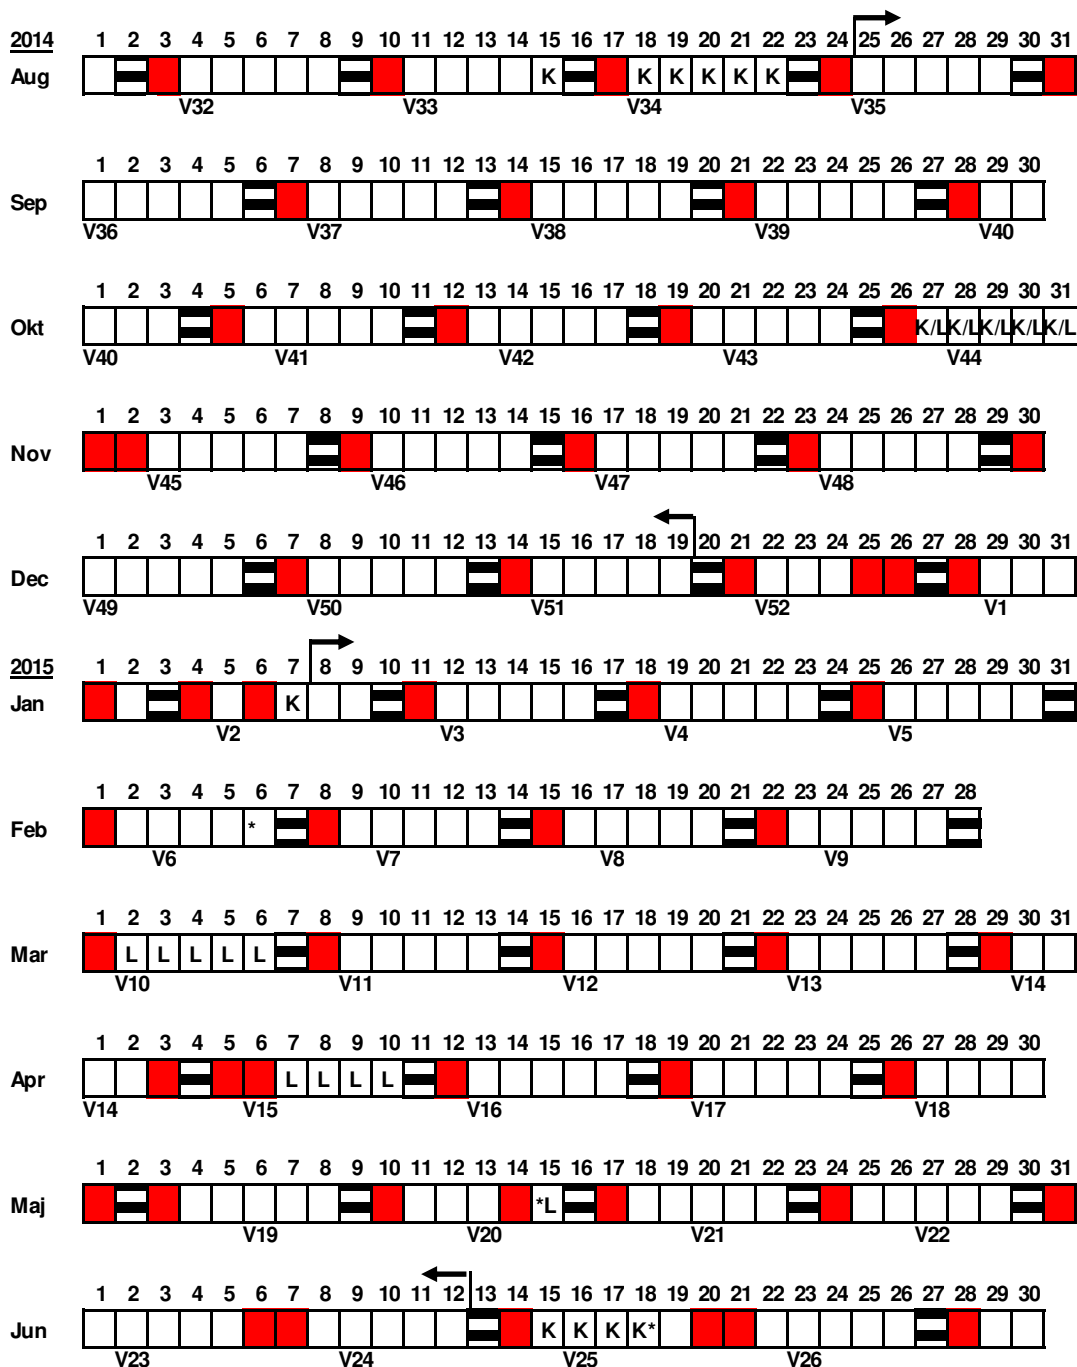 2014 1 2 3 4 5 6 7 8 9 10 11 12 13 14 15 16 17 18 19 20 21 22 23 24 25 26 27 28 29 30 31
Aug K K K K K K
V32 V33 V34 V35
1 2 3 4 5 6 7 8 9 10 11 12 13 14 15 16 17 18 19 20 21 22 23 24 25 26 27 28 29 30
Sep
V36 V37 V38 V39 V40
1 2 3 4 5 6 7 8 9 10 11 12 13 14 15 16 17 18 19 20 21 22 23 24 25 26 27 28 29 30 31
Okt K/L K/L K/L K/L K/L
V40 V41 V42 V43 V44
1 2 3 4 5 6 7 8 9 10 11 12 13 14 15 16 17 18 19 20 21 22 23 24 25 26 27 28 29 30
Nov
V45 V46 V47 V48
1 2 3 4 5 6 7 8 9 10 11 12 13 14 15 16 17 18 19 20 21 22 23 24 25 26 27 28 29 30 31
Dec
V49 V50 V51 V52 V1
2015 1 2 3 4 5 6 7 8 9 10 11 12 13 14 15 16 17 18 19 20 21 22 23 24 25 26 27 28 29 30 31
Jan K
V2 V3 V4 V5
1 2 3 4 5 6 7 8 9 10 11 12 13 14 15 16 17 18 19 20 21 22 23 24 25 26 27 28
Feb *
V6 V7 V8 V9
1 2 3 4 5 6 7 8 9 10 11 12 13 14 15 16 17 18 19 20 21 22 23 24 25 26 27 28 29 30 31
Mar L L L L L
V10 V11 V12 V13 V14
1 2 3 4 5 6 7 8 9 10 11 12 13 14 15 16 17 18 19 20 21 22 23 24 25 26 27 28 29 30
Apr L L L L
V14 V15 V16 V17 V18
1 2 3 4 5 6 7 8 9 10 11 12 13 14 15 16 17 18 19 20 21 22 23 24 25 26 27 28 29 30 31
Maj *L
V19 V20 V21 V22
1 2 3 4 5 6 7 8 9 10 11 12 13 14 15 16 17 18 19 20 21 22 23 24 25 26 27 28 29 30
Jun K K K K*
V23 V24 V25 V26